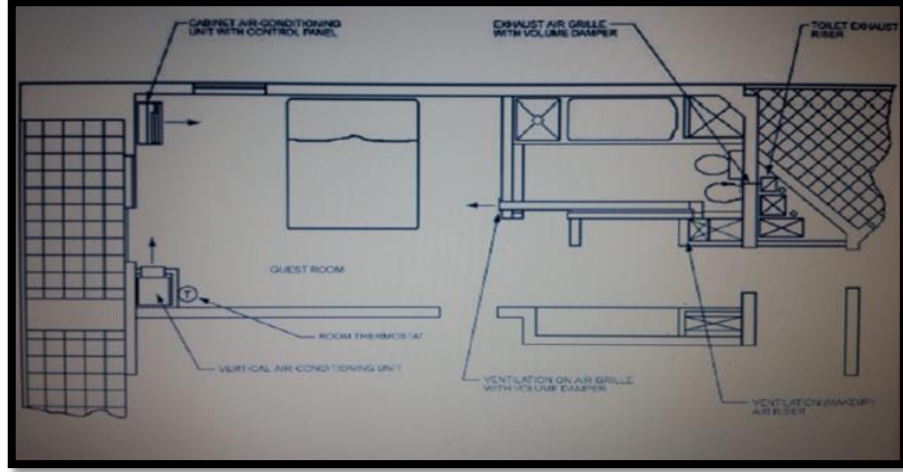 CABINET AIR-CONDITIONING
UNIT WITH CONTROL PANEL
EXHAUST AIR GRILLE
WITH VOLUME DAMPER
TOILET EXHAUST
RISER
GUEST ROOM
T
ROOM THERMOSTAT
VERTICAL AIR-CONDITIONING UNIT
VENTILATION ON AIR GRILLE
WITH VOLUME DAMPER
VENTILATION (MAKEUP)
AIR RISER